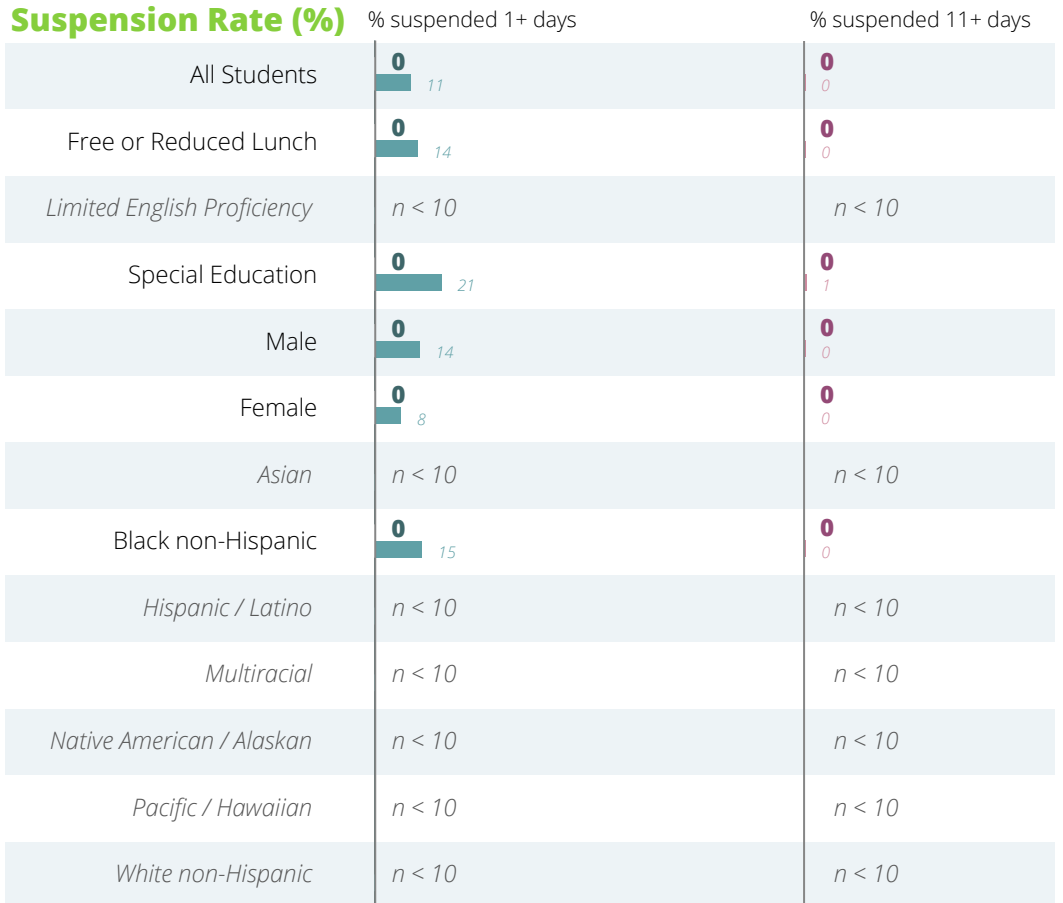 Suspension Rate (%) % suspended 1+ days % suspended 11+ days
All Students 0 11 0 0
Free or Reduced Lunch 0 14 0 0
Limited English Proficiency n < 10 n < 10
Special Education 0 21 0 1
Male 0 14 0 0
Female 0 8 0 0
Asian n < 10 n < 10
Black non-Hispanic 0 15 0 0
Hispanic / Latino n < 10 n < 10
Multiracial n < 10 n < 10
Native American / Alaskan n < 10 n < 10
Pacific / Hawaiian n < 10 n < 10
White non-Hispanic n < 10 n < 10